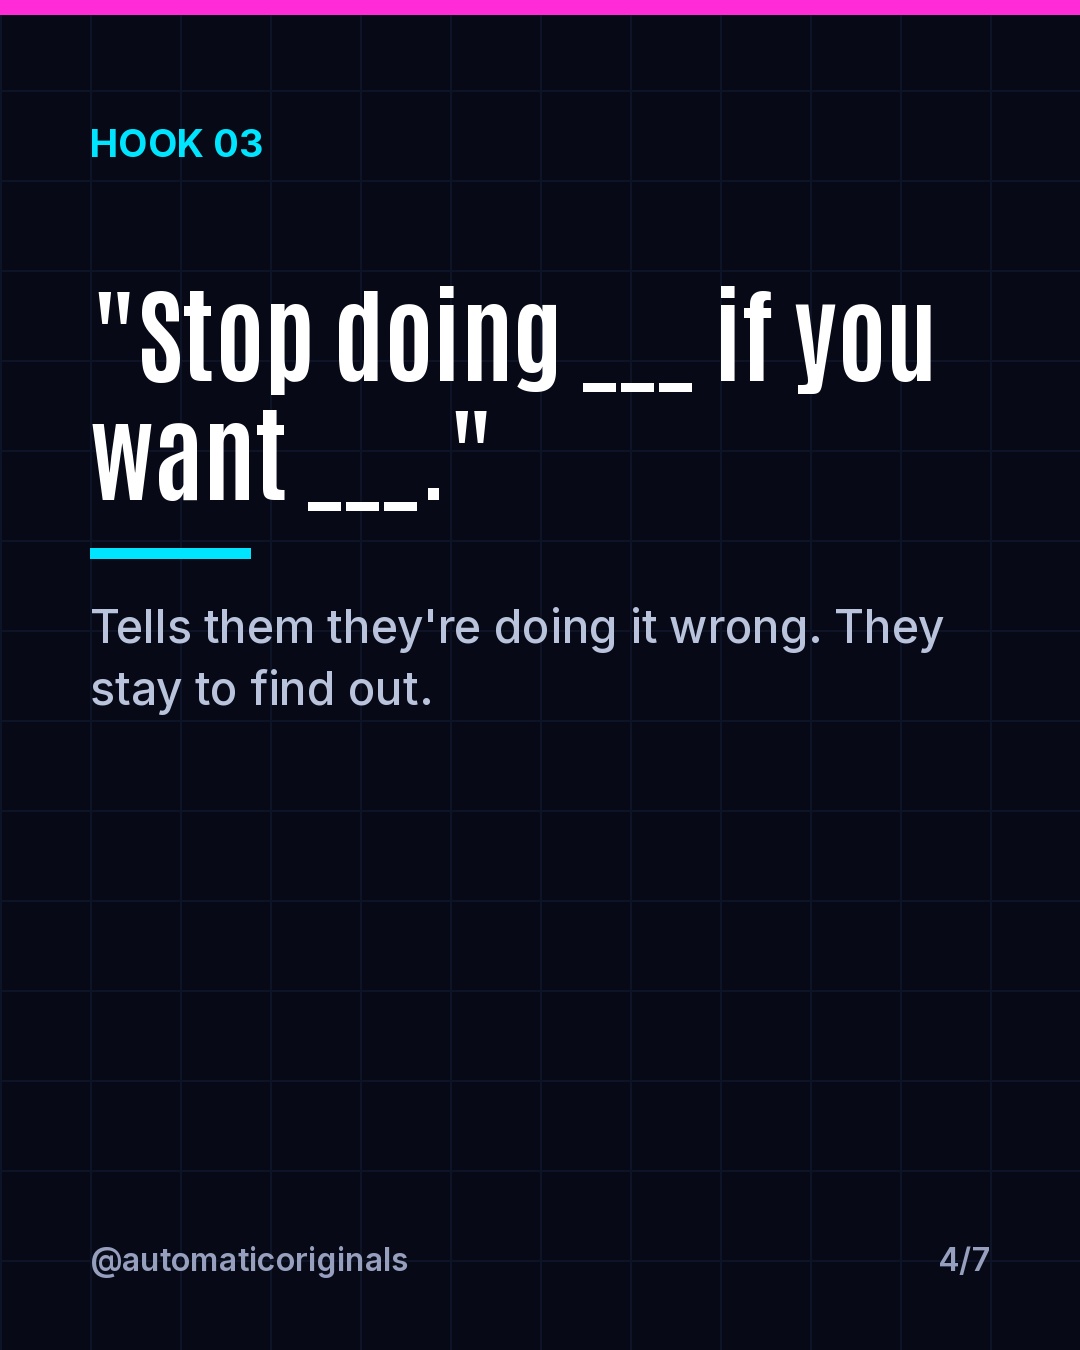 HOOK 03
"Stop doing ___ if you
want ___."
Tells them they're doing it wrong. They
stay to find out.
@automaticoriginals
4/7